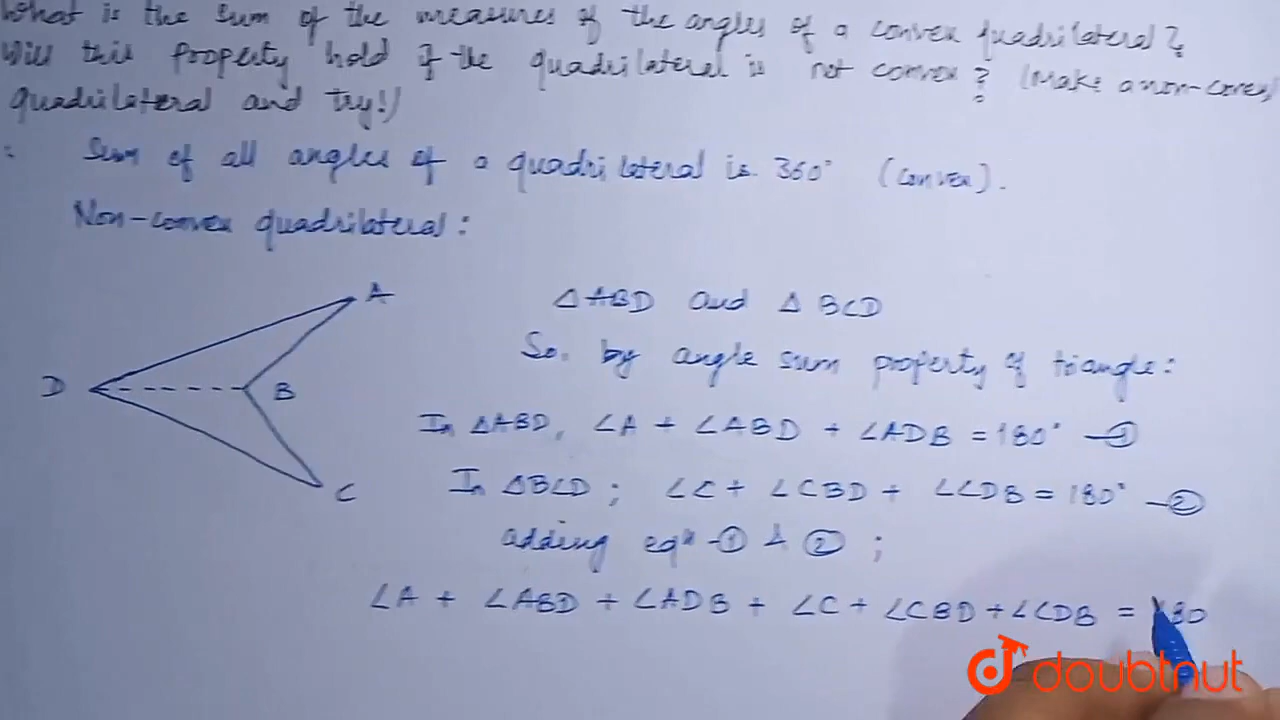 What is the sum of the measures of the angles of a convex quadrilateral?
Will this property hold if the quadrilateral is not convex? (Make a non-convex
quadrilateral and try!)
: Sum of all angles of a quadrilateral is 360° (convex).
Non-convex quadrilateral:
A
D
B
C
△ABD and △BCD
So, by angle sum property of triangle:
In △ABD, ∠A + ∠ABD + ∠ADB = 180° -①
In △BCD; ∠C + ∠CBD + ∠CDB = 180° -②
adding eqⁿ -① & ② ;
∠A + ∠ABD + ∠ADB + ∠C + ∠CBD + ∠CDB = 180
doubtnut